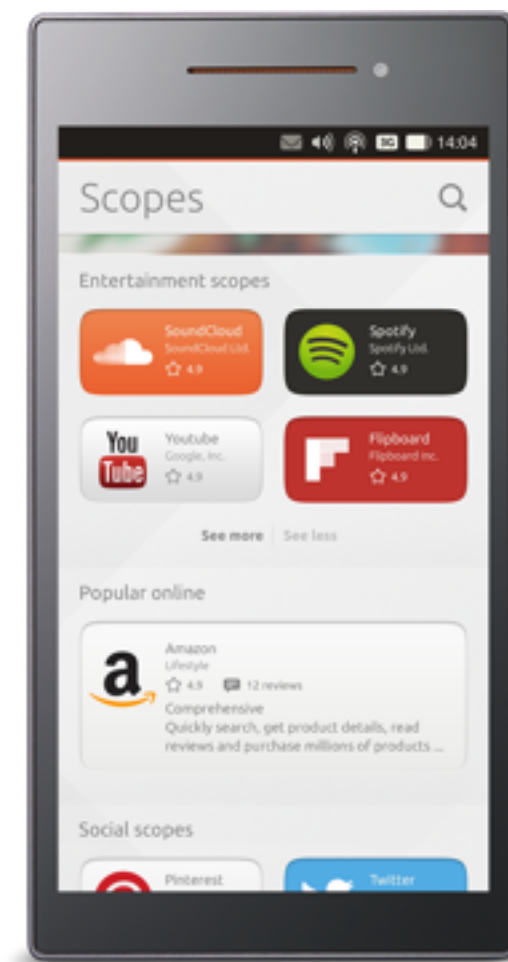 3G 14:04
Scopes
Entertainment scopes
SoundCloud
SoundCloud Ltd.
4.9
Spotify
Spotify Ltd.
4.9
You
Tube
Youtube
Google, Inc.
4.9
Flipboard
Flipboard Inc.
4.9
See more See less
Popular online
a
Amazon
Lifestyle
4.9 12 reviews
Comprehensive
Quickly search, get product details, read
reviews and purchase millions of products ...
Social scopes
Pinterest
Twitter